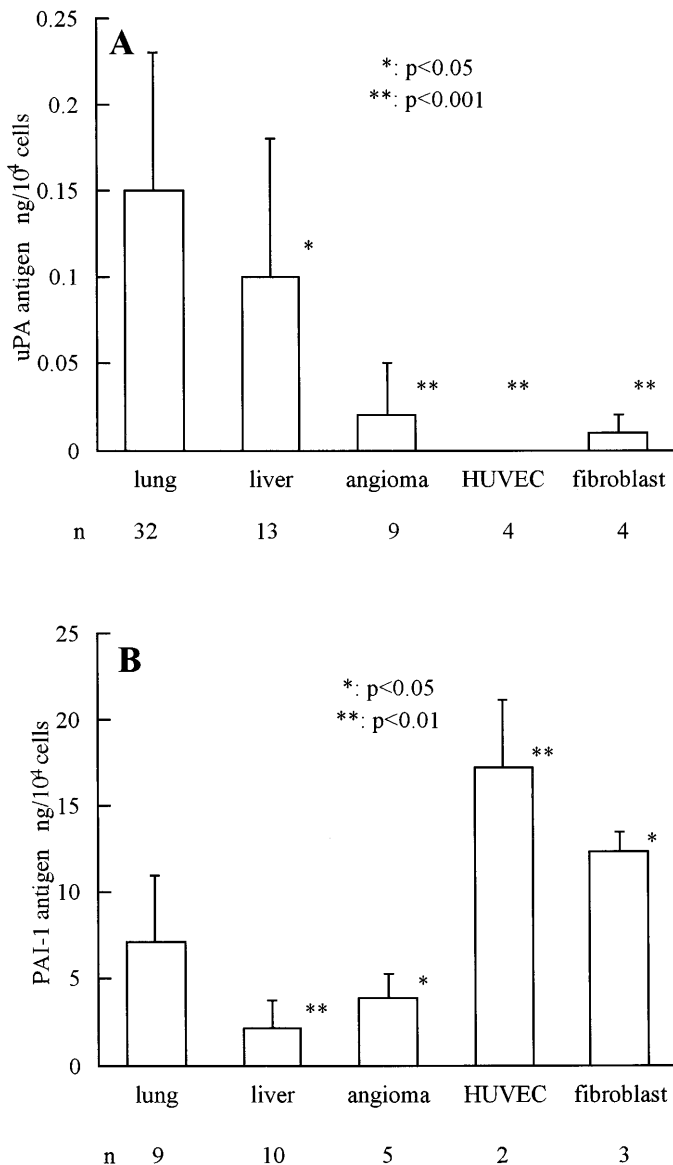 A
*: p<0.05
**: p<0.001
uPA antigen ng/10⁴ cells
0.25
0.2
0.15
0.1
0.05
0
*
**
**
**
lung liver angioma HUVEC fibroblast
n 32 13 9 4 4
B
*: p<0.05
**: p<0.01
PAI-1 antigen ng/10⁴ cells
25
20
15
10
5
0
**
*
**
*
lung liver angioma HUVEC fibroblast
n 9 10 5 2 3